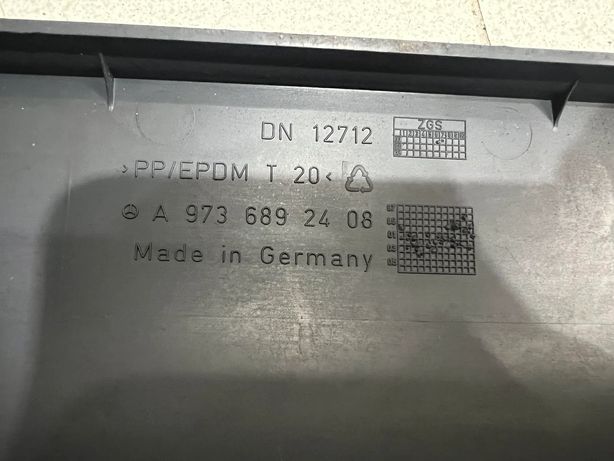 DN 12712
ZGS
>PP/EPDM T 20<
A 973 689 24 08
Made in Germany